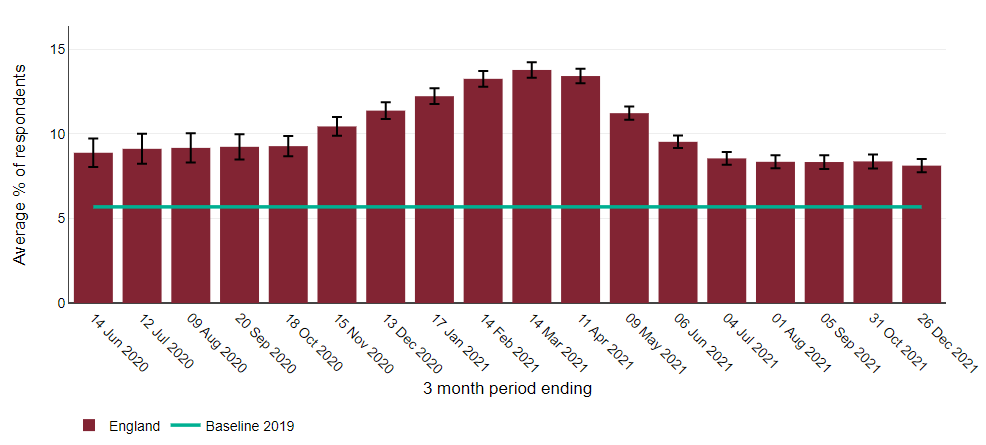 15
10
5
0
Average % of respondents
14 Jun 2020
12 Jul 2020
09 Aug 2020
20 Sep 2020
18 Oct 2020
15 Nov 2020
13 Dec 2020
17 Jan 2021
14 Feb 2021
14 Mar 2021
11 Apr 2021
09 May 2021
06 Jun 2021
04 Jul 2021
01 Aug 2021
05 Sep 2021
31 Oct 2021
26 Dec 2021
3 month period ending
England
Baseline 2019